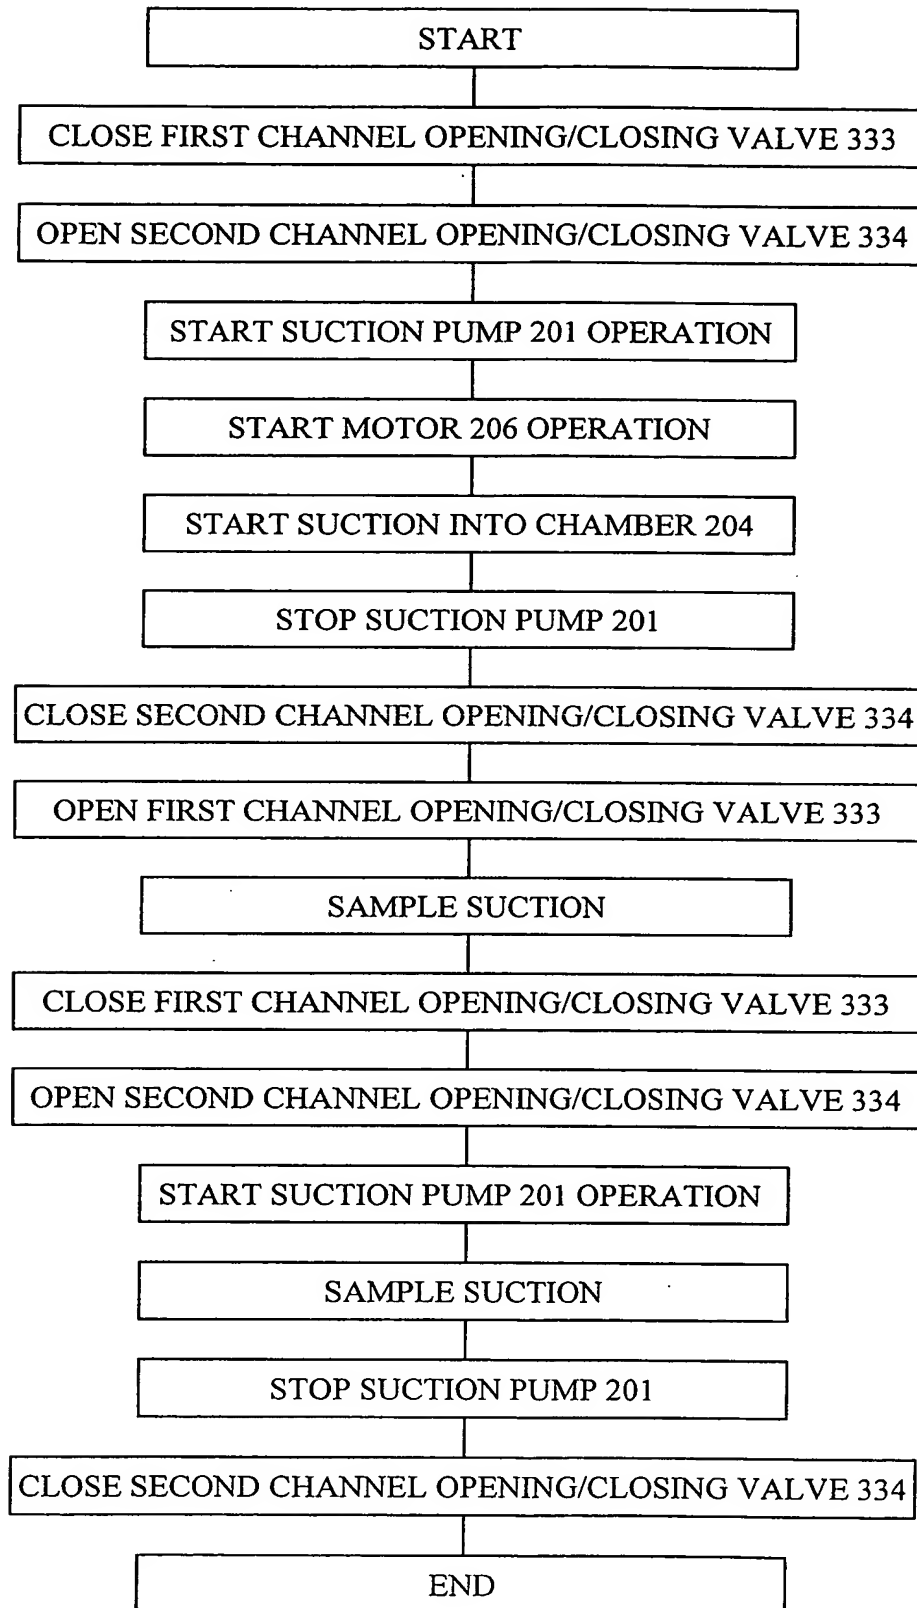 START
CLOSE FIRST CHANNEL OPENING/CLOSING VALVE 333
OPEN SECOND CHANNEL OPENING/CLOSING VALVE 334
START SUCTION PUMP 201 OPERATION
START MOTOR 206 OPERATION
START SUCTION INTO CHAMBER 204
STOP SUCTION PUMP 201
CLOSE SECOND CHANNEL OPENING/CLOSING VALVE 334
OPEN FIRST CHANNEL OPENING/CLOSING VALVE 333
SAMPLE SUCTION
CLOSE FIRST CHANNEL OPENING/CLOSING VALVE 333
OPEN SECOND CHANNEL OPENING/CLOSING VALVE 334
START SUCTION PUMP 201 OPERATION
SAMPLE SUCTION
STOP SUCTION PUMP 201
CLOSE SECOND CHANNEL OPENING/CLOSING VALVE 334
END